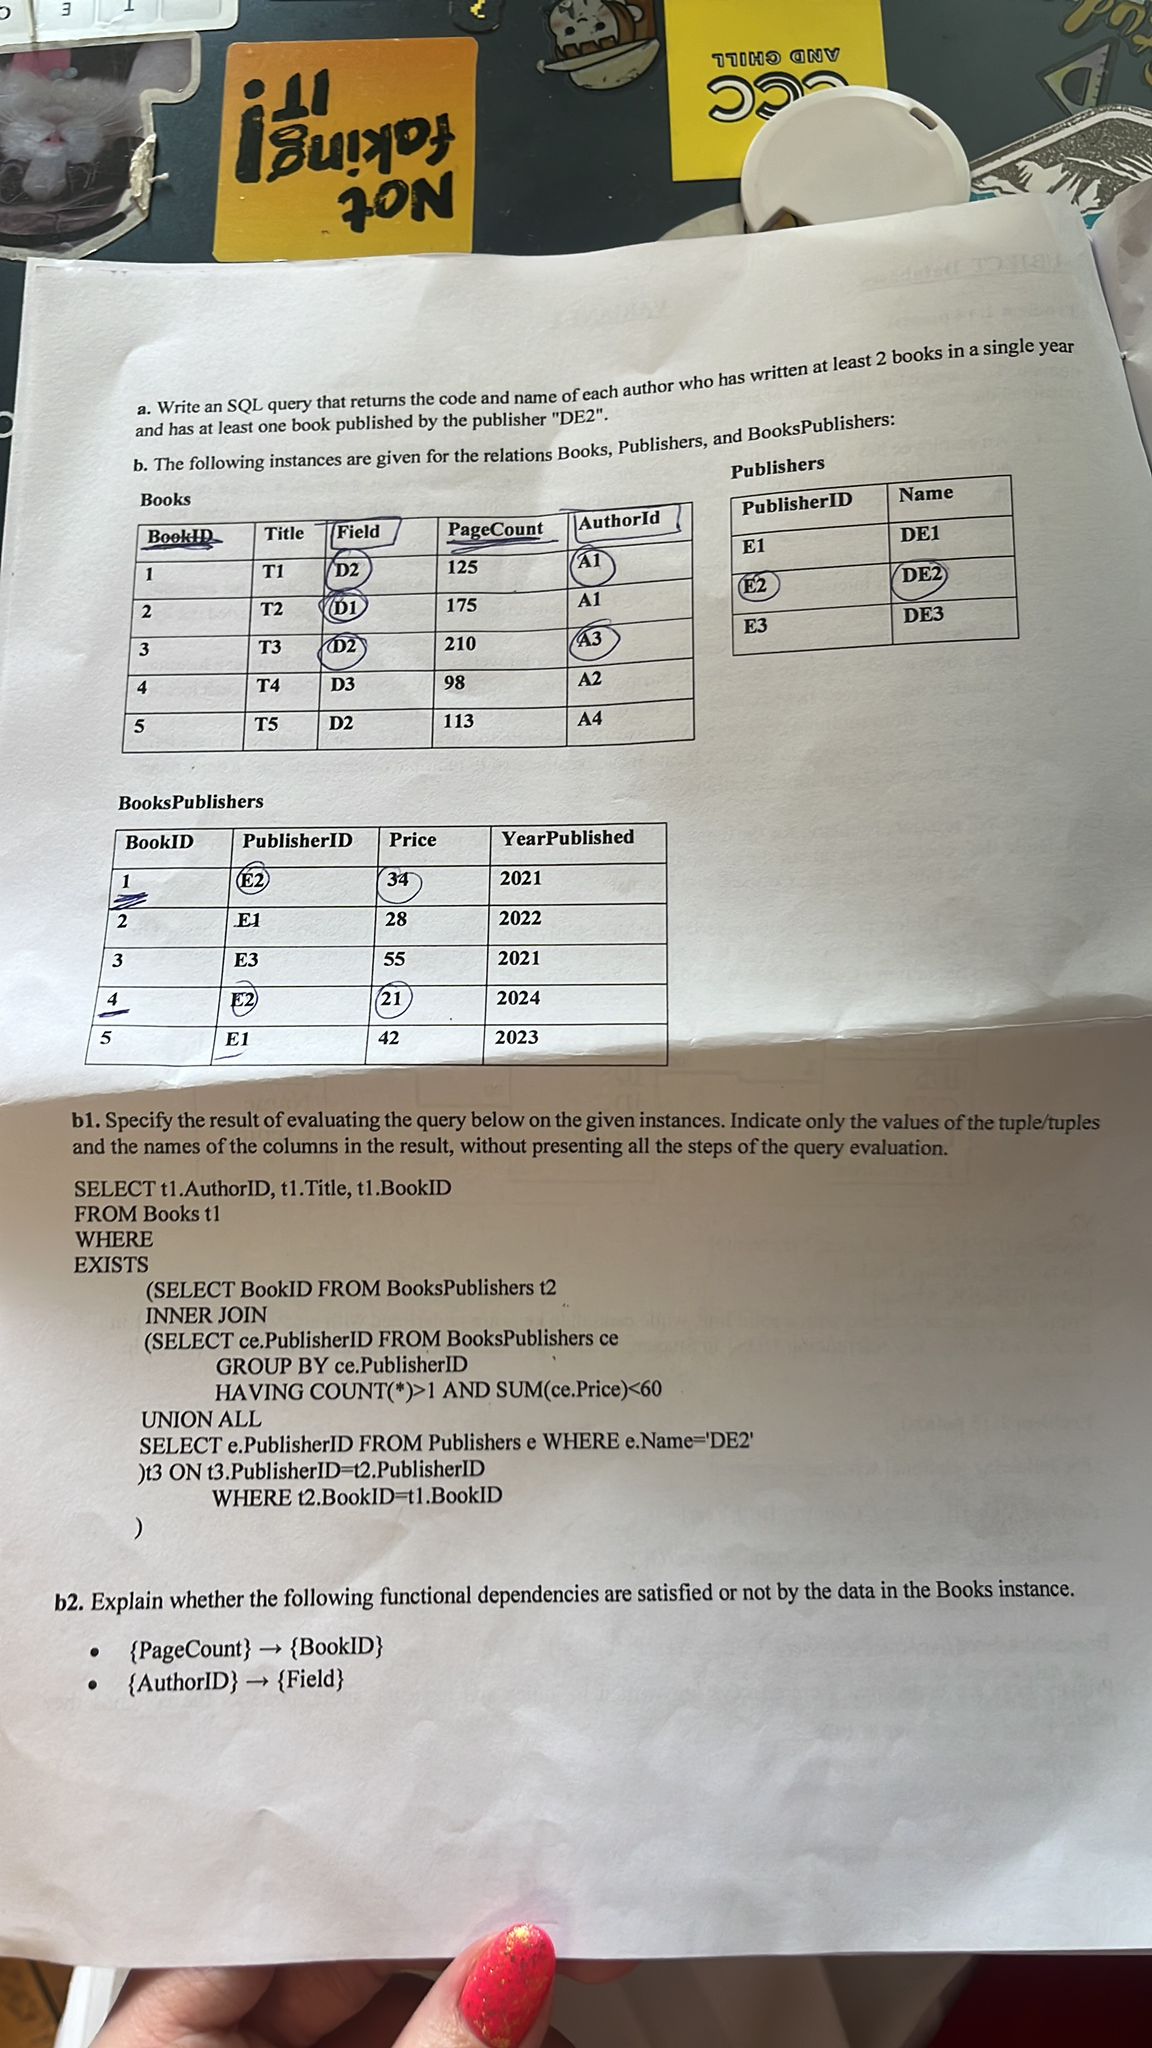 Not
faking
IT!
CCC
AND CHILL
a. Write an SQL query that returns the code and name of each author who has written at least 2 books in a single year
and has at least one book published by the publisher "DE2".
b. The following instances are given for the relations Books, Publishers, and BooksPublishers:
Books
BookID Title Field PageCount AuthorId
1 T1 D2 125 A1
2 T2 D1 175 A1
3 T3 D2 210 A3
4 T4 D3 98 A2
5 T5 D2 113 A4
Publishers
PublisherID Name
E1 DE1
E2 DE2
E3 DE3
BooksPublishers
BookID PublisherID Price YearPublished
1 E2 34 2021
2 E1 28 2022
3 E3 55 2021
4 E2 21 2024
5 E1 42 2023
b1. Specify the result of evaluating the query below on the given instances. Indicate only the values of the tuple/tuples
and the names of the columns in the result, without presenting all the steps of the query evaluation.
SELECT t1.AuthorID, t1.Title, t1.BookID
FROM Books t1
WHERE
EXISTS
(SELECT BookID FROM BooksPublishers t2
INNER JOIN
(SELECT ce.PublisherID FROM BooksPublishers ce
GROUP BY ce.PublisherID
HAVING COUNT(*)>1 AND SUM(ce.Price)<60
UNION ALL
SELECT e.PublisherID FROM Publishers e WHERE e.Name='DE2'
)t3 ON t3.PublisherID=t2.PublisherID
WHERE t2.BookID=t1.BookID
)
b2. Explain whether the following functional dependencies are satisfied or not by the data in the Books instance.
• {PageCount} → {BookID}
• {AuthorID} → {Field}